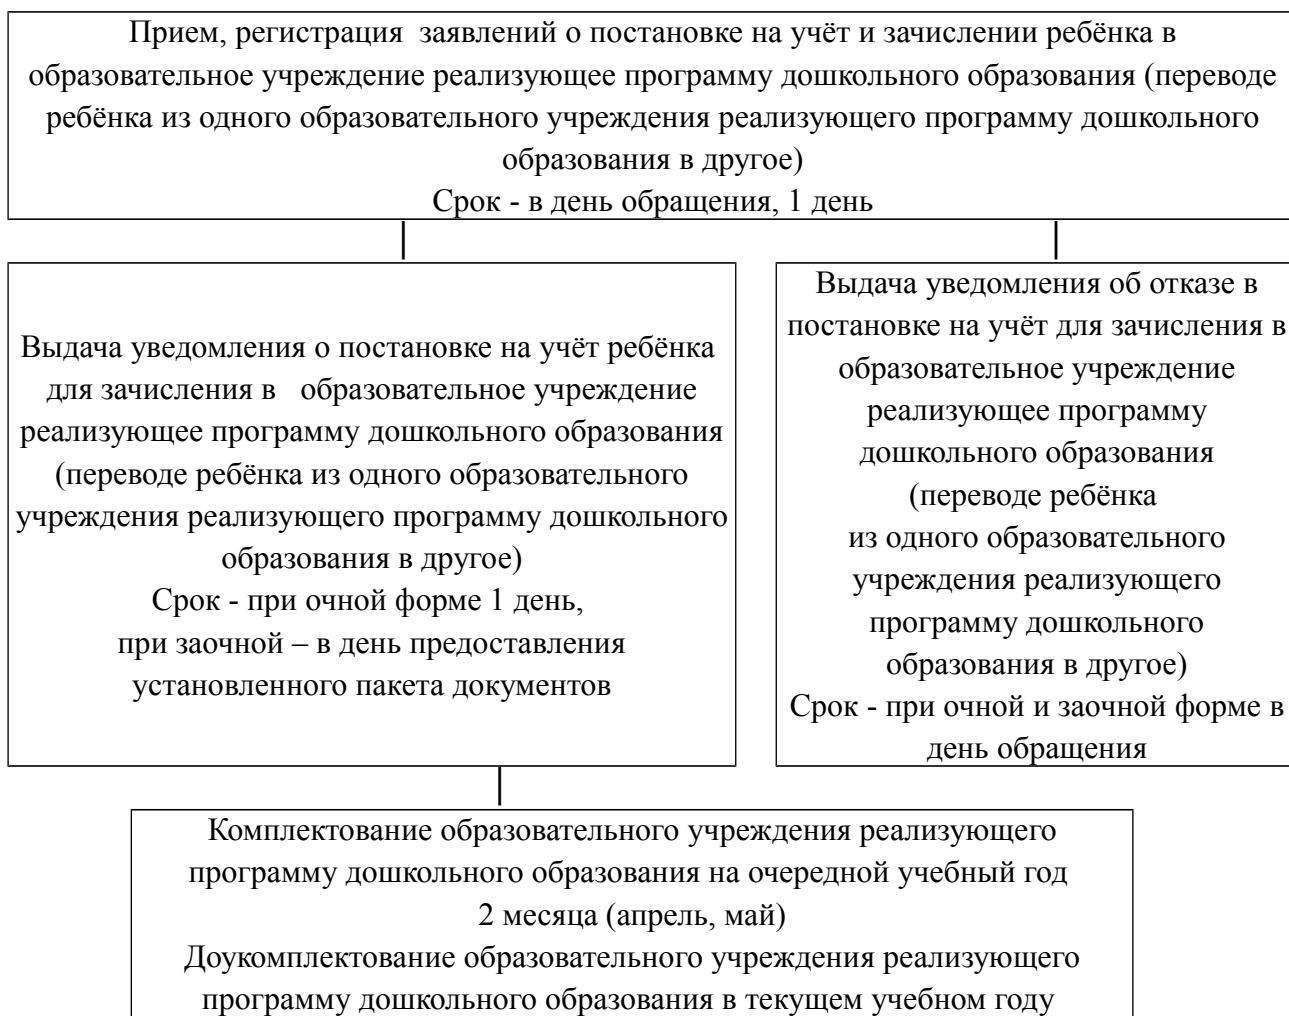 Прием, регистрация  заявлений о постановке на учёт и зачислении ребёнка в
образовательное учреждение реализующее программу дошкольного образования (переводе
ребёнка из одного образовательного учреждения реализующего программу дошкольного
образования в другое)
Срок - в день обращения, 1 день
Выдача уведомления о постановке на учёт ребёнка
для зачисления в   образовательное учреждение
реализующее программу дошкольного образования
(переводе ребёнка из одного образовательного
учреждения реализующего программу дошкольного
образования в другое)
Срок - при очной форме 1 день,
при заочной – в день предоставления
установленного пакета документов
Выдача уведомления об отказе в
постановке на учёт для зачисления в
образовательное учреждение
реализующее программу
дошкольного образования
(переводе ребёнка
из одного образовательного
учреждения реализующего
программу дошкольного
образования в другое)
Срок - при очной и заочной форме в
день обращения
Комплектование образовательного учреждения реализующего
программу дошкольного образования на очередной учебный год
2 месяца (апрель, май)
Доукомплектование образовательного учреждения реализующего
программу дошкольного образования в текущем учебном году